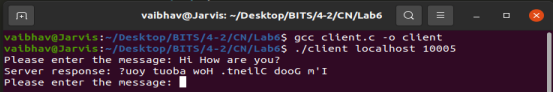 vaibhav@Jarvis: ~/Desktop/BITS/4-2/CN/Lab6
vaibhav@Jarvis:~/Desktop/BITS/4-2/CN/Lab6$ gcc client.c -o client
vaibhav@Jarvis:~/Desktop/BITS/4-2/CN/Lab6$ ./client localhost 10005
Please enter the message: Hi How are you?
Server response: ?uoy tuoba woH .tneilC dooG m'I
Please enter the message: